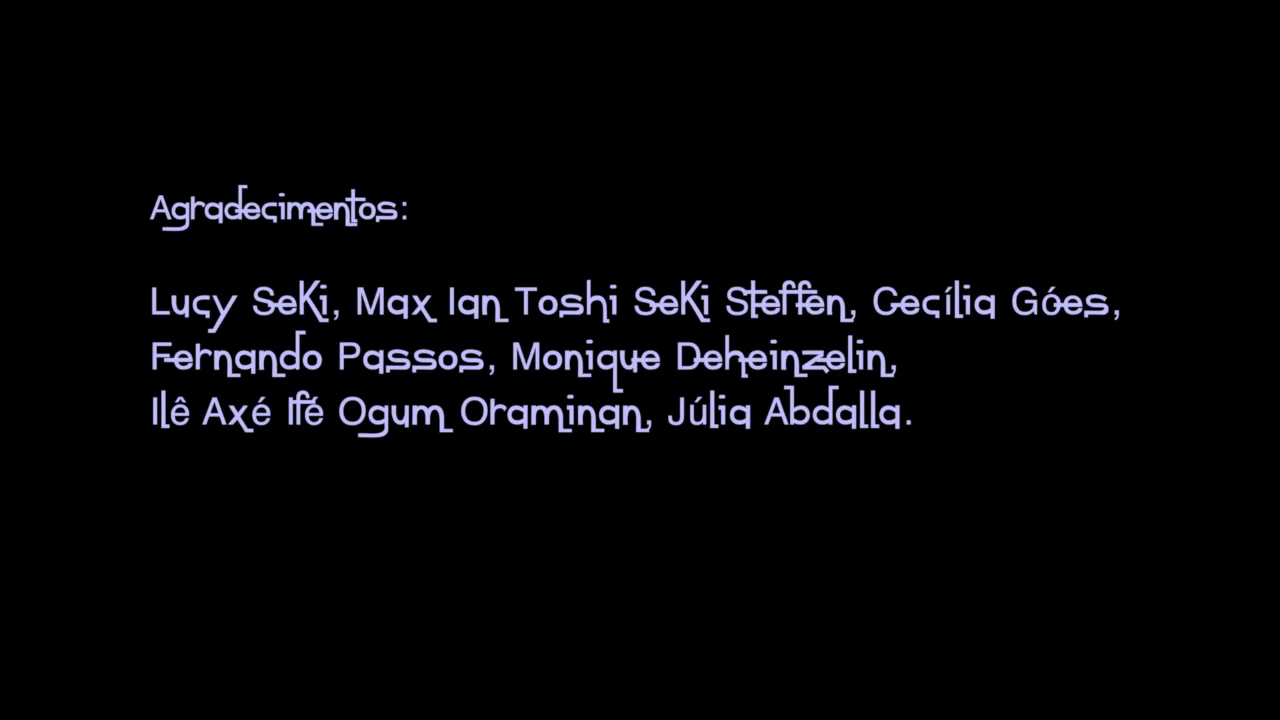 Agradecimentos:
Lucy Seki, Max Ian Toshi Seki Steffen, Cecília Góes,
Fernando Passos, Monique Deheinzelin,
Ilê Axé Ifé Ogum Oraminan, Júlia Abdalla.